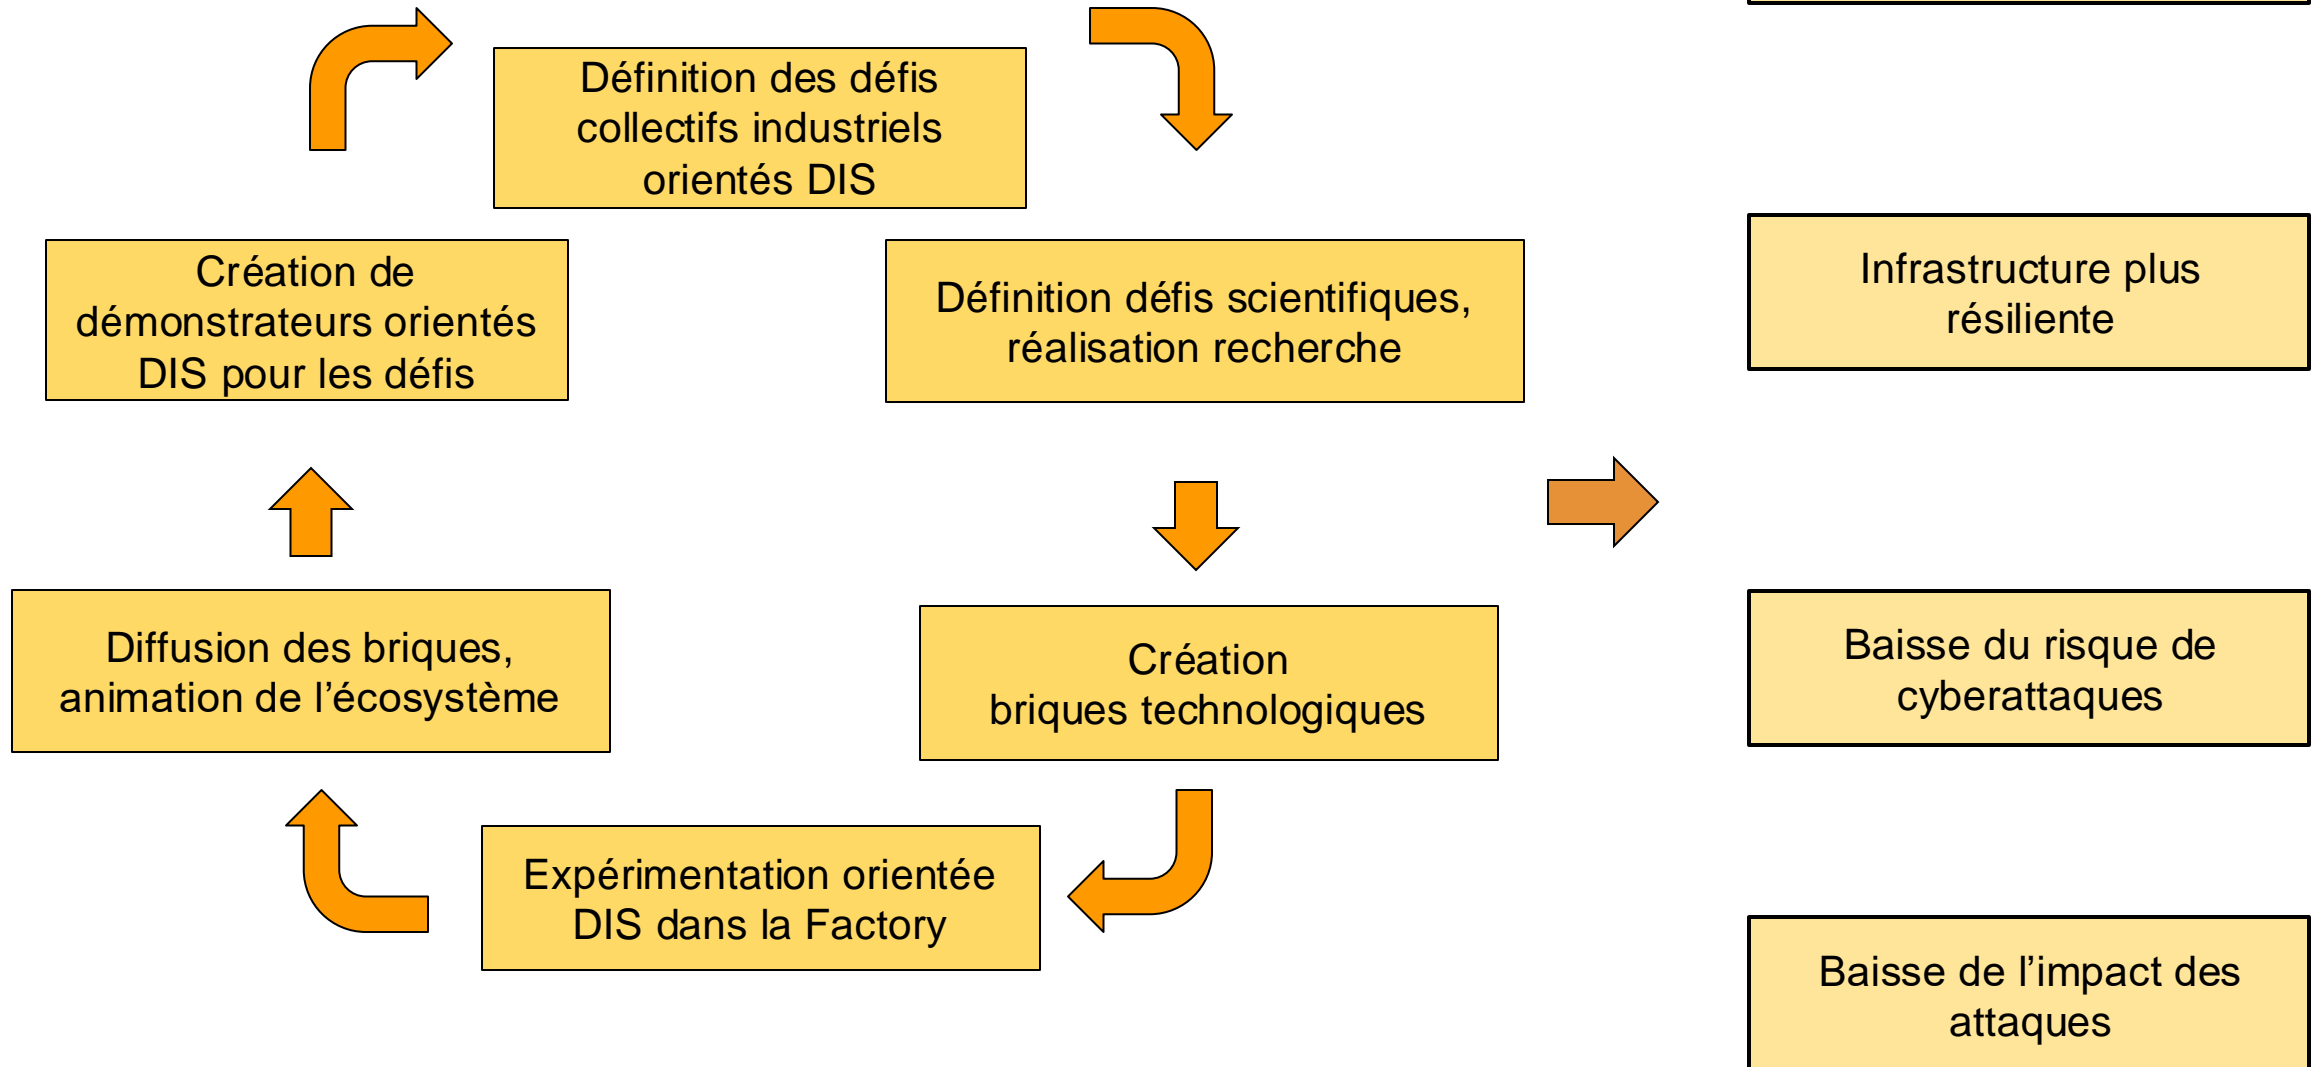 Définition des défis
collectifs industriels
orientés DIS
Création de
démonstrateurs orientés
DIS pour les défis
Définition défis scientifiques,
réalisation recherche
Infrastructure plus
résiliente
Diffusion des briques,
animation de l’écosystème
Création
briques technologiques
Baisse du risque de
cyberattaques
Expérimentation orientée
DIS dans la Factory
Baisse de l’impact des
attaques